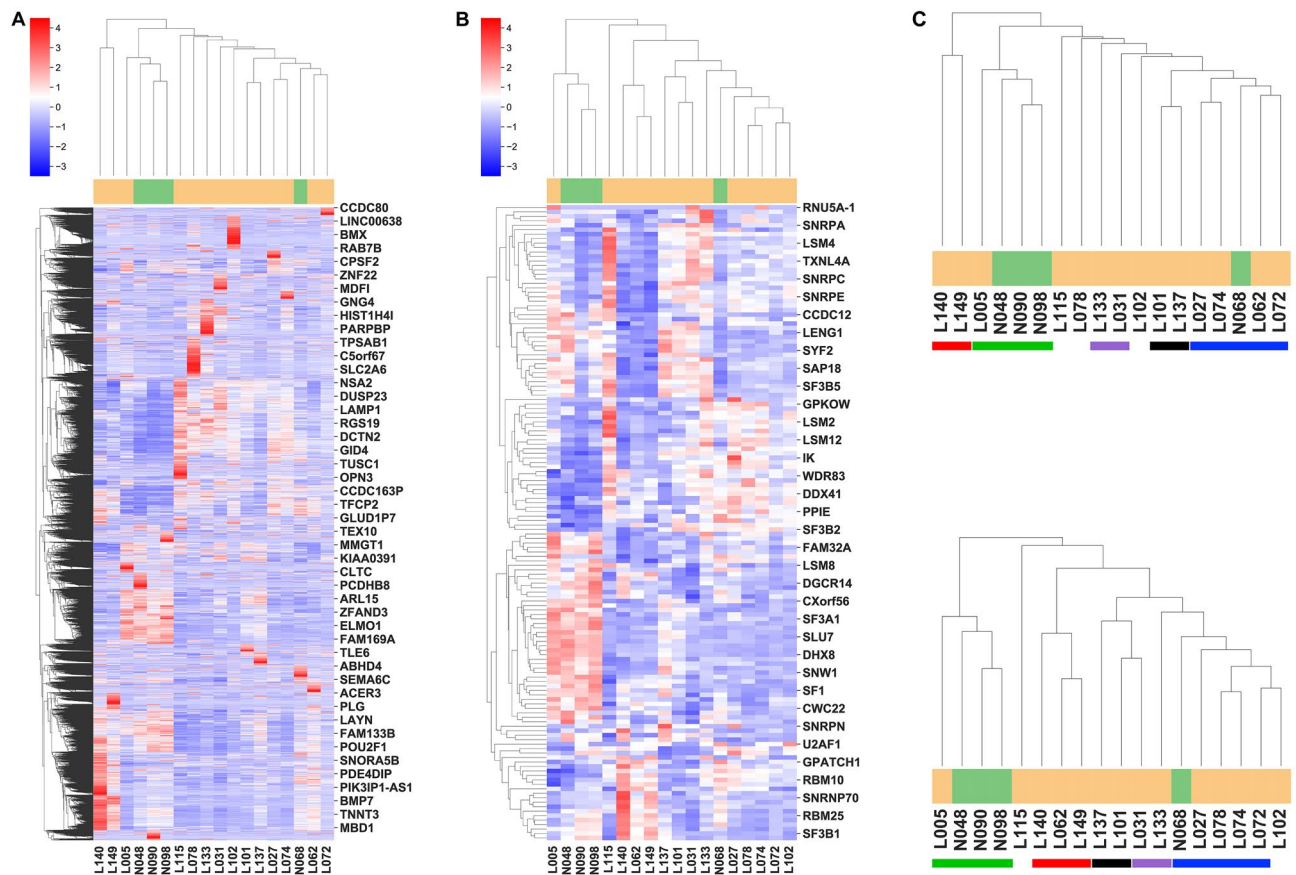 A
4
3
2
1
0
−1
−2
−3
CCDC80
LINC00638
BMX
RAB7B
CPSF2
ZNF22
MDFI
GNG4
HIST1H4I
PARPBP
TPSAB1
C5orf67
SLC2A6
NSA2
DUSP23
LAMP1
RGS19
DCTN2
GID4
TUSC1
OPN3
CCDC163P
TFCP2
GLUD1P7
TEX10
MMGT1
KIAA0391
CLTC
PCDHB8
ARL15
ZFAND3
ELMO1
FAM169A
TLE6
ABHD4
SEMA6C
ACER3
PLG
LAYN
FAM133B
POU2F1
SNORA5B
PDE4DIP
PIK3IP1-AS1
BMP7
TNNT3
MBD1
L140 L149 L005 N048 N090 N098 L115 L078 L133 L031 L102 L101 L137 L027 L074 N068 L062 L072
B
4
3
2
1
0
−1
−2
−3
RNU5A-1
SNRPA
LSM4
TXNL4A
SNRPC
SNRPE
CCDC12
LENG1
SYF2
SAP18
SF3B5
GPKOW
LSM2
LSM12
IK
WDR83
DDX41
PPIE
SF3B2
FAM32A
LSM8
DGCR14
CXorf56
SF3A1
SLU7
DHX8
SNW1
SF1
CWC22
SNRPN
U2AF1
GPATCH1
RBM10
SNRNP70
RBM25
SF3B1
L005 N048 N090 N098 L115 L140 L062 L149 L137 L101 L031 L133 N068 L027 L078 L074 L072 L102
C
L140 L149 L005 N048 N090 N098 L115 L078 L133 L031 L102 L101 L137 L027 L074 N068 L062 L072
L005 N048 N090 N098 L115 L140 L062 L149 L137 L101 L031 L133 N068 L027 L078 L074 L072 L102